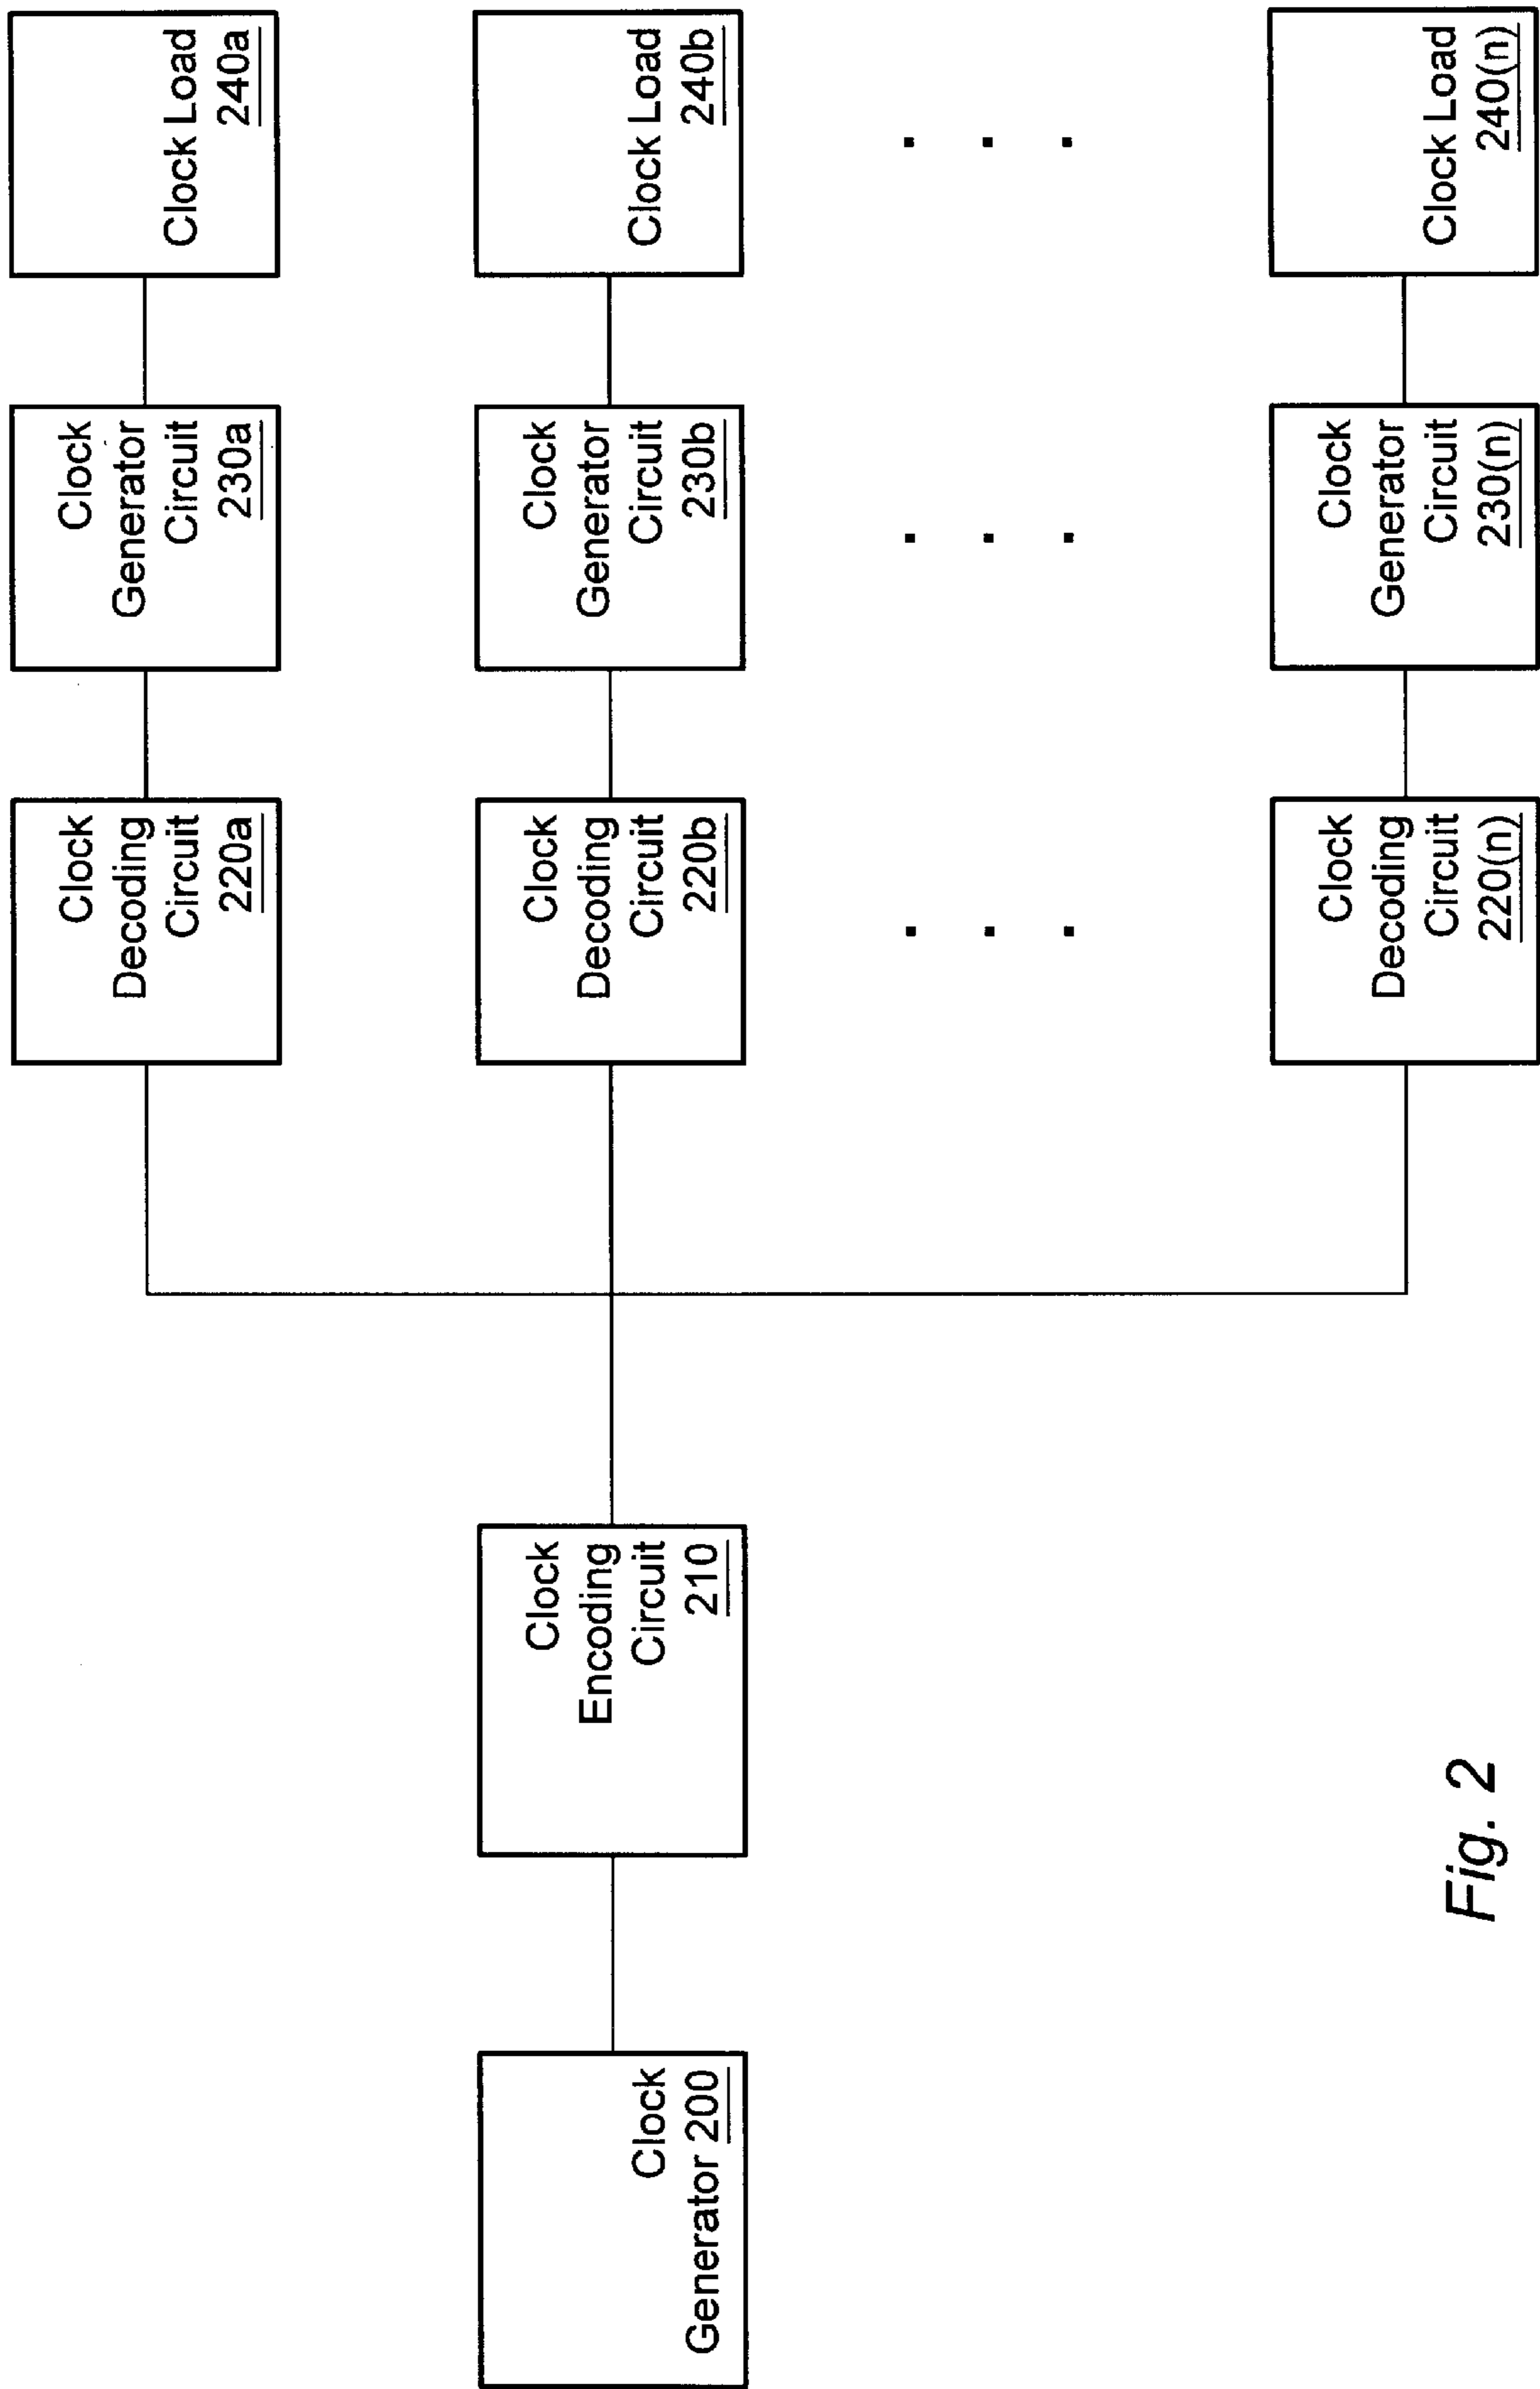 Clock
Generator 200
Clock
Encoding
Circuit
210
Clock
Decoding
Circuit
220a
Clock
Generator
Circuit
230a
Clock Load
240a
Clock
Decoding
Circuit
220b
Clock
Generator
Circuit
230b
Clock Load
240b
. . .
. . .
. . .
Clock
Decoding
Circuit
220(n)
Clock
Generator
Circuit
230(n)
Clock Load
240(n)
Fig. 2